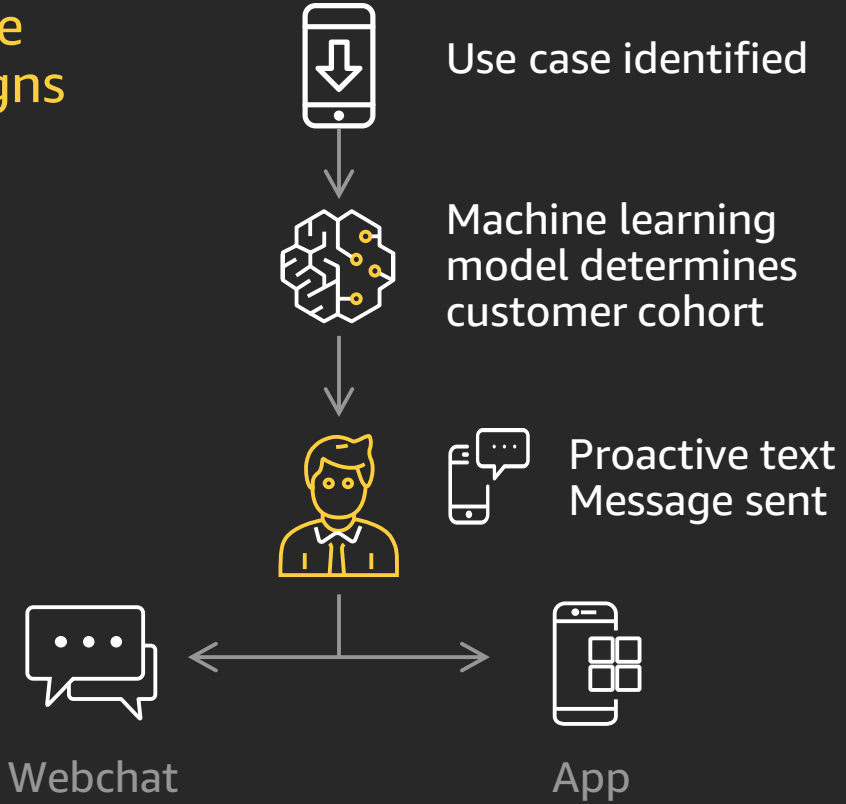 e
gns
Use case identified
Machine learning
model determines
customer cohort
Proactive text
Message sent
Webchat
App